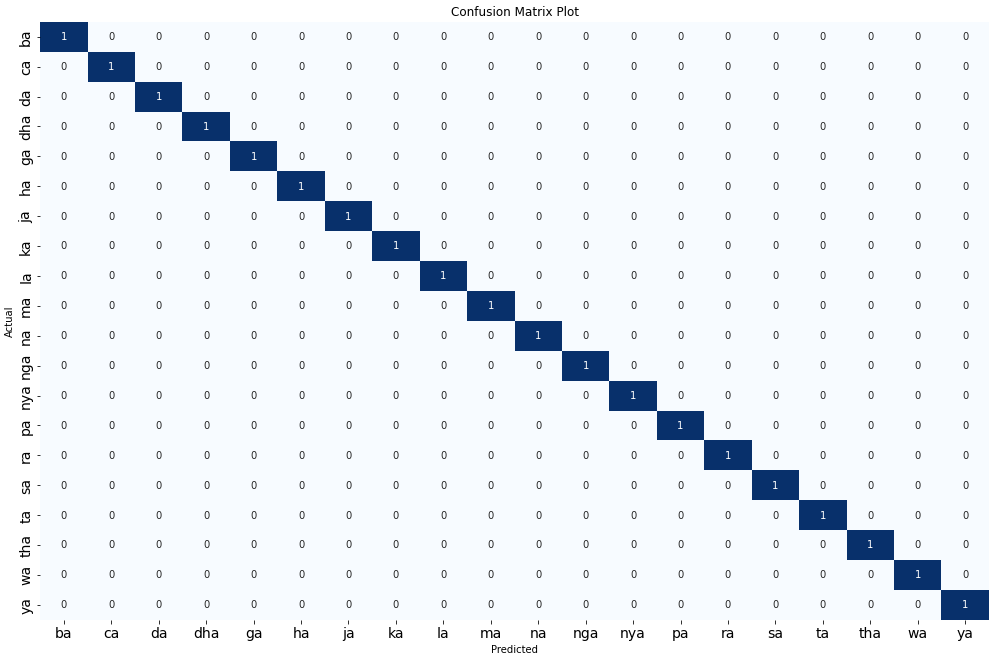 Confusion Matrix Plot
ba 1 0 0 0 0 0 0 0 0 0 0 0 0 0 0 0 0 0 0 0
ca 0 1 0 0 0 0 0 0 0 0 0 0 0 0 0 0 0 0 0 0
da 0 0 1 0 0 0 0 0 0 0 0 0 0 0 0 0 0 0 0 0
dha 0 0 0 1 0 0 0 0 0 0 0 0 0 0 0 0 0 0 0 0
ga 0 0 0 0 1 0 0 0 0 0 0 0 0 0 0 0 0 0 0 0
ha 0 0 0 0 0 1 0 0 0 0 0 0 0 0 0 0 0 0 0 0
ja 0 0 0 0 0 0 1 0 0 0 0 0 0 0 0 0 0 0 0 0
ka 0 0 0 0 0 0 0 1 0 0 0 0 0 0 0 0 0 0 0 0
la 0 0 0 0 0 0 0 0 1 0 0 0 0 0 0 0 0 0 0 0
ma 0 0 0 0 0 0 0 0 0 1 0 0 0 0 0 0 0 0 0 0
Actual
na 0 0 0 0 0 0 0 0 0 0 1 0 0 0 0 0 0 0 0 0
nga 0 0 0 0 0 0 0 0 0 0 0 1 0 0 0 0 0 0 0 0
nya 0 0 0 0 0 0 0 0 0 0 0 0 1 0 0 0 0 0 0 0
pa 0 0 0 0 0 0 0 0 0 0 0 0 0 1 0 0 0 0 0 0
ra 0 0 0 0 0 0 0 0 0 0 0 0 0 0 1 0 0 0 0 0
sa 0 0 0 0 0 0 0 0 0 0 0 0 0 0 0 1 0 0 0 0
ta 0 0 0 0 0 0 0 0 0 0 0 0 0 0 0 0 1 0 0 0
tha 0 0 0 0 0 0 0 0 0 0 0 0 0 0 0 0 0 1 0 0
wa 0 0 0 0 0 0 0 0 0 0 0 0 0 0 0 0 0 0 1 0
ya 0 0 0 0 0 0 0 0 0 0 0 0 0 0 0 0 0 0 0 1
ba ca da dha ga ha ja ka la ma na nga nya pa ra sa ta tha wa ya
Predicted